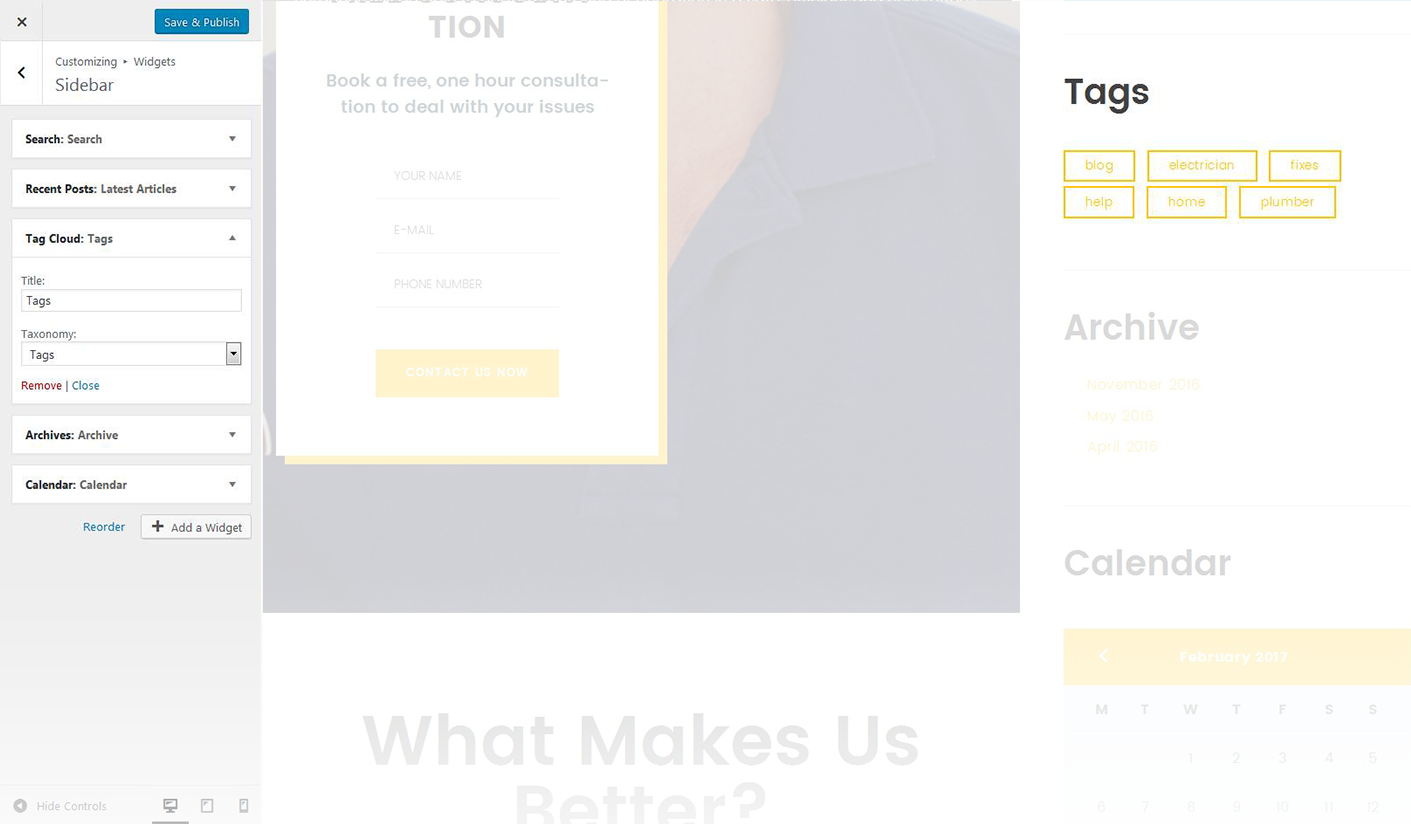 Save & Publish
Customizing ▸ Widgets
Sidebar
Search: Search
Recent Posts: Latest Articles
Tag Cloud: Tags
Title:
Tags
Taxonomy:
Tags
Remove | Close
Archives: Archive
Calendar: Calendar
Reorder
Add a Widget
Hide Controls
TION
Book a free, one hour consulta-
tion to deal with your issues
YOUR NAME
E-MAIL
PHONE NUMBER
CONTACT US NOW
What Makes Us
Better?
Tags
blog electrician fixes
help home plumber
Archive
November 2016
May 2016
April 2016
Calendar
February 2017
M T W T F S S
1 2 3 4 5
6 7 8 9 10 11 12